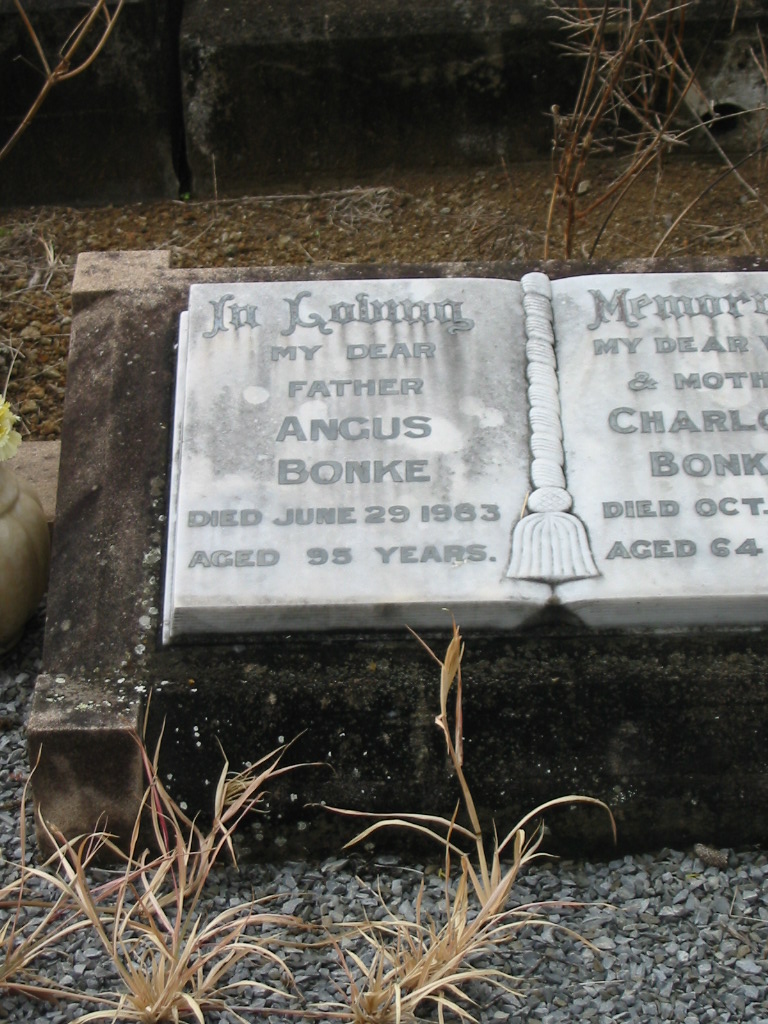 In Loving
MY DEAR
FATHER
ANGUS
BONKE
DIED JUNE 29 1983
AGED 95 YEARS.
Memor
MY DEAR
& MOTH
CHARLO
BONK
DIED OCT.
AGED 64